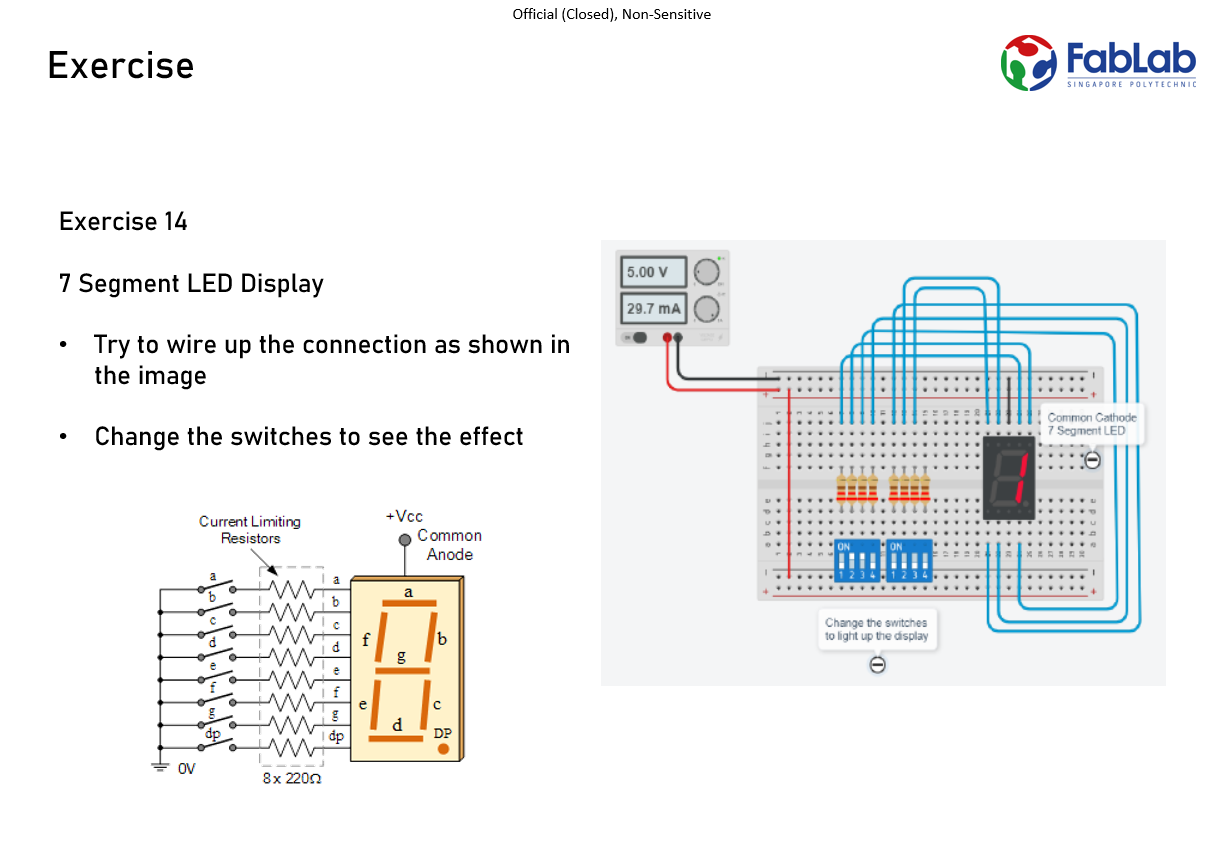 Official (Closed), Non-Sensitive
Exercise
FabLab
SINGAPORE POLYTECHNIC
Exercise 14
7 Segment LED Display
• Try to wire up the connection as shown in
the image
• Change the switches to see the effect
5.00 V
29.7 mA
Common Cathode
7 Segment LED
ON
1 2 3 4
ON
1 2 3 4
Change the switches
to light up the display
Current Limiting
Resistors
+Vcc
Common
Anode
a
b
c
d
e
f
g
dp
a
b
c
d
e
f
g
dp
a
f
b
g
e
c
d
DP
0V
8 x 220Ω